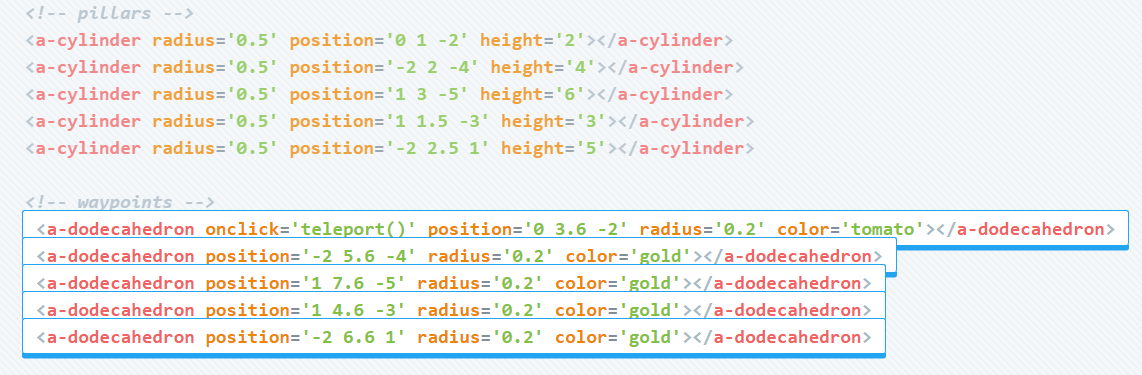 <!-- pillars -->
<a-cylinder radius='0.5' position='0 1 -2' height='2'></a-cylinder>
<a-cylinder radius='0.5' position='-2 2 -4' height='4'></a-cylinder>
<a-cylinder radius='0.5' position='1 3 -5' height='6'></a-cylinder>
<a-cylinder radius='0.5' position='1 1.5 -3' height='3'></a-cylinder>
<a-cylinder radius='0.5' position='-2 2.5 1' height='5'></a-cylinder>
<!-- waypoints -->
<a-dodecahedron onclick='teleport()' position='0 3.6 -2' radius='0.2' color='tomato'></a-dodecahedron>
<a-dodecahedron position='-2 5.6 -4' radius='0.2' color='gold'></a-dodecahedron>
<a-dodecahedron position='1 7.6 -5' radius='0.2' color='gold'></a-dodecahedron>
<a-dodecahedron position='1 4.6 -3' radius='0.2' color='gold'></a-dodecahedron>
<a-dodecahedron position='-2 6.6 1' radius='0.2' color='gold'></a-dodecahedron>